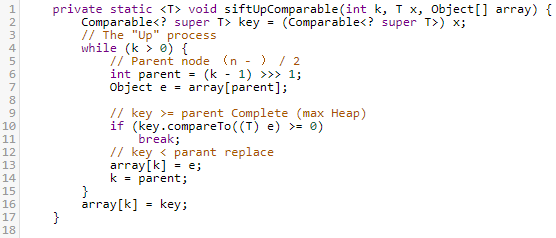 1 private static <T> void siftUpComparable(int k, T x, Object[] array) {
2 Comparable<? super T> key = (Comparable<? super T>) x;
3 // The "Up" process
4 while (k > 0) {
5 // Parent node （n - ) / 2
6 int parent = (k - 1) >>> 1;
7 Object e = array[parent];
8
9 // key >= parent Complete (max Heap)
10 if (key.compareTo((T) e) >= 0)
11 break;
12 // key < parant replace
13 array[k] = e;
14 k = parent;
15 }
16 array[k] = key;
17 }
18